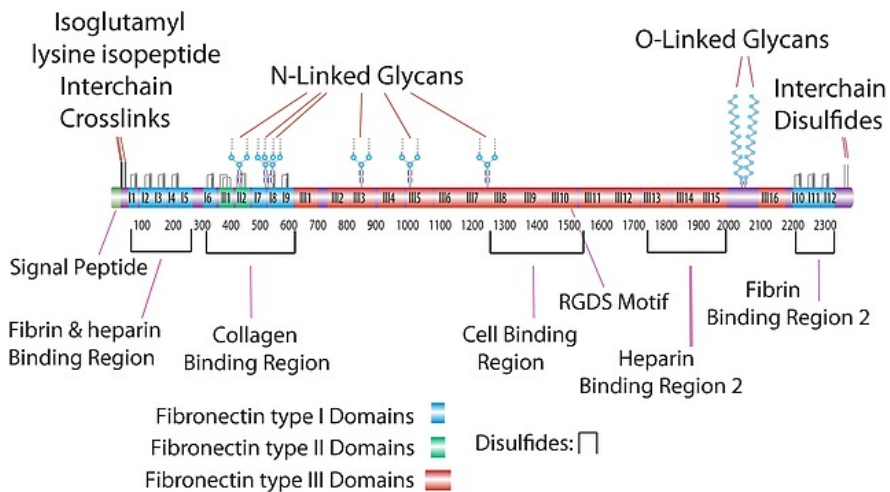 Isoglutamyl
lysine isopeptide
Interchain
Crosslinks
N-Linked Glycans
O-Linked Glycans
Interchain
Disulfides
I1 I2 I3 I4 I5 I6 II1 II2 I7 I8 I9 III1 III2 III3 III4 III5 III6 III7 III8 III9 III10 III11 III12 III13 III14 III15 III16 I10 I11 I12
100 200 300 400 500 600 700 800 900 1000 1100 1200 1300 1400 1500 1600 1700 1800 1900 2000 2100 2200 2300
Signal Peptide
Fibrin & heparin
Binding Region
Collagen
Binding Region
Cell Binding
Region
RGDS Motif
Heparin
Binding Region 2
Fibrin
Binding Region 2
Fibronectin type I Domains
Fibronectin type II Domains
Fibronectin type III Domains
Disulfides: